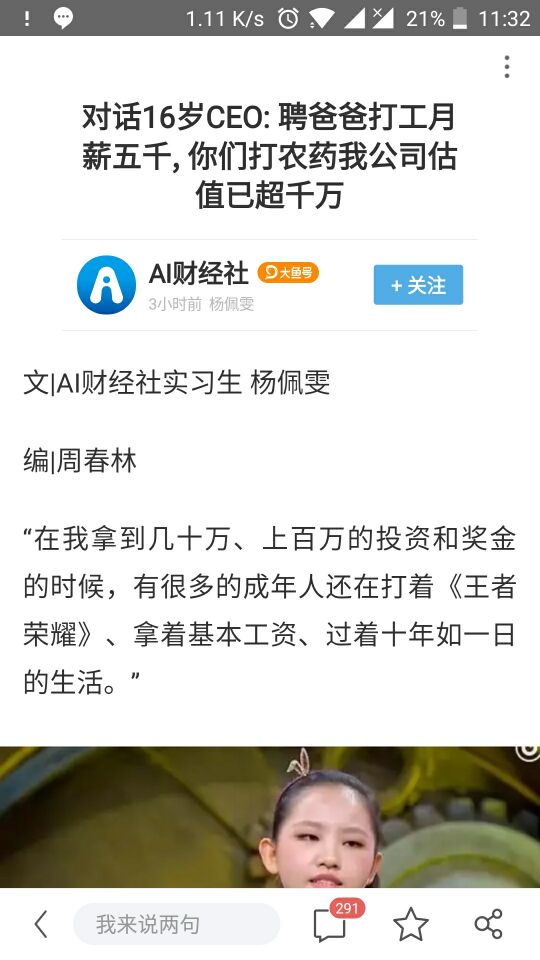 1.11 K/s 21% 11:32
对话16岁CEO: 聘爸爸打工月
薪五千, 你们打农药我公司估
值已超千万
AI财经社 大鱼号
+ 关注
3小时前 杨佩雯
文|AI财经社实习生 杨佩雯
编|周春林
“在我拿到几十万、上百万的投资和奖金
的时候，有很多的成年人还在打着《王者
荣耀》、拿着基本工资、过着十年如一日
的生活。”
我来说两句
291